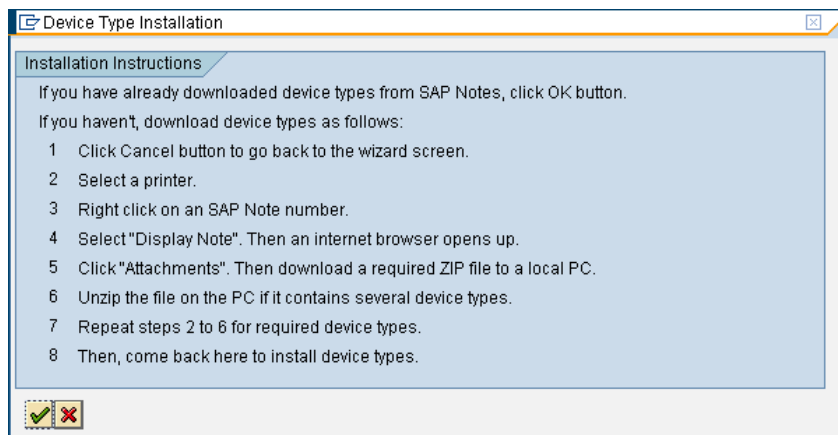 Device Type Installation
Installation Instructions
If you have already downloaded device types from SAP Notes, click OK button.
If you haven't, download device types as follows:
1 Click Cancel button to go back to the wizard screen.
2 Select a printer.
3 Right click on an SAP Note number.
4 Select "Display Note". Then an internet browser opens up.
5 Click "Attachments". Then download a required ZIP file to a local PC.
6 Unzip the file on the PC if it contains several device types.
7 Repeat steps 2 to 6 for required device types.
8 Then, come back here to install device types.